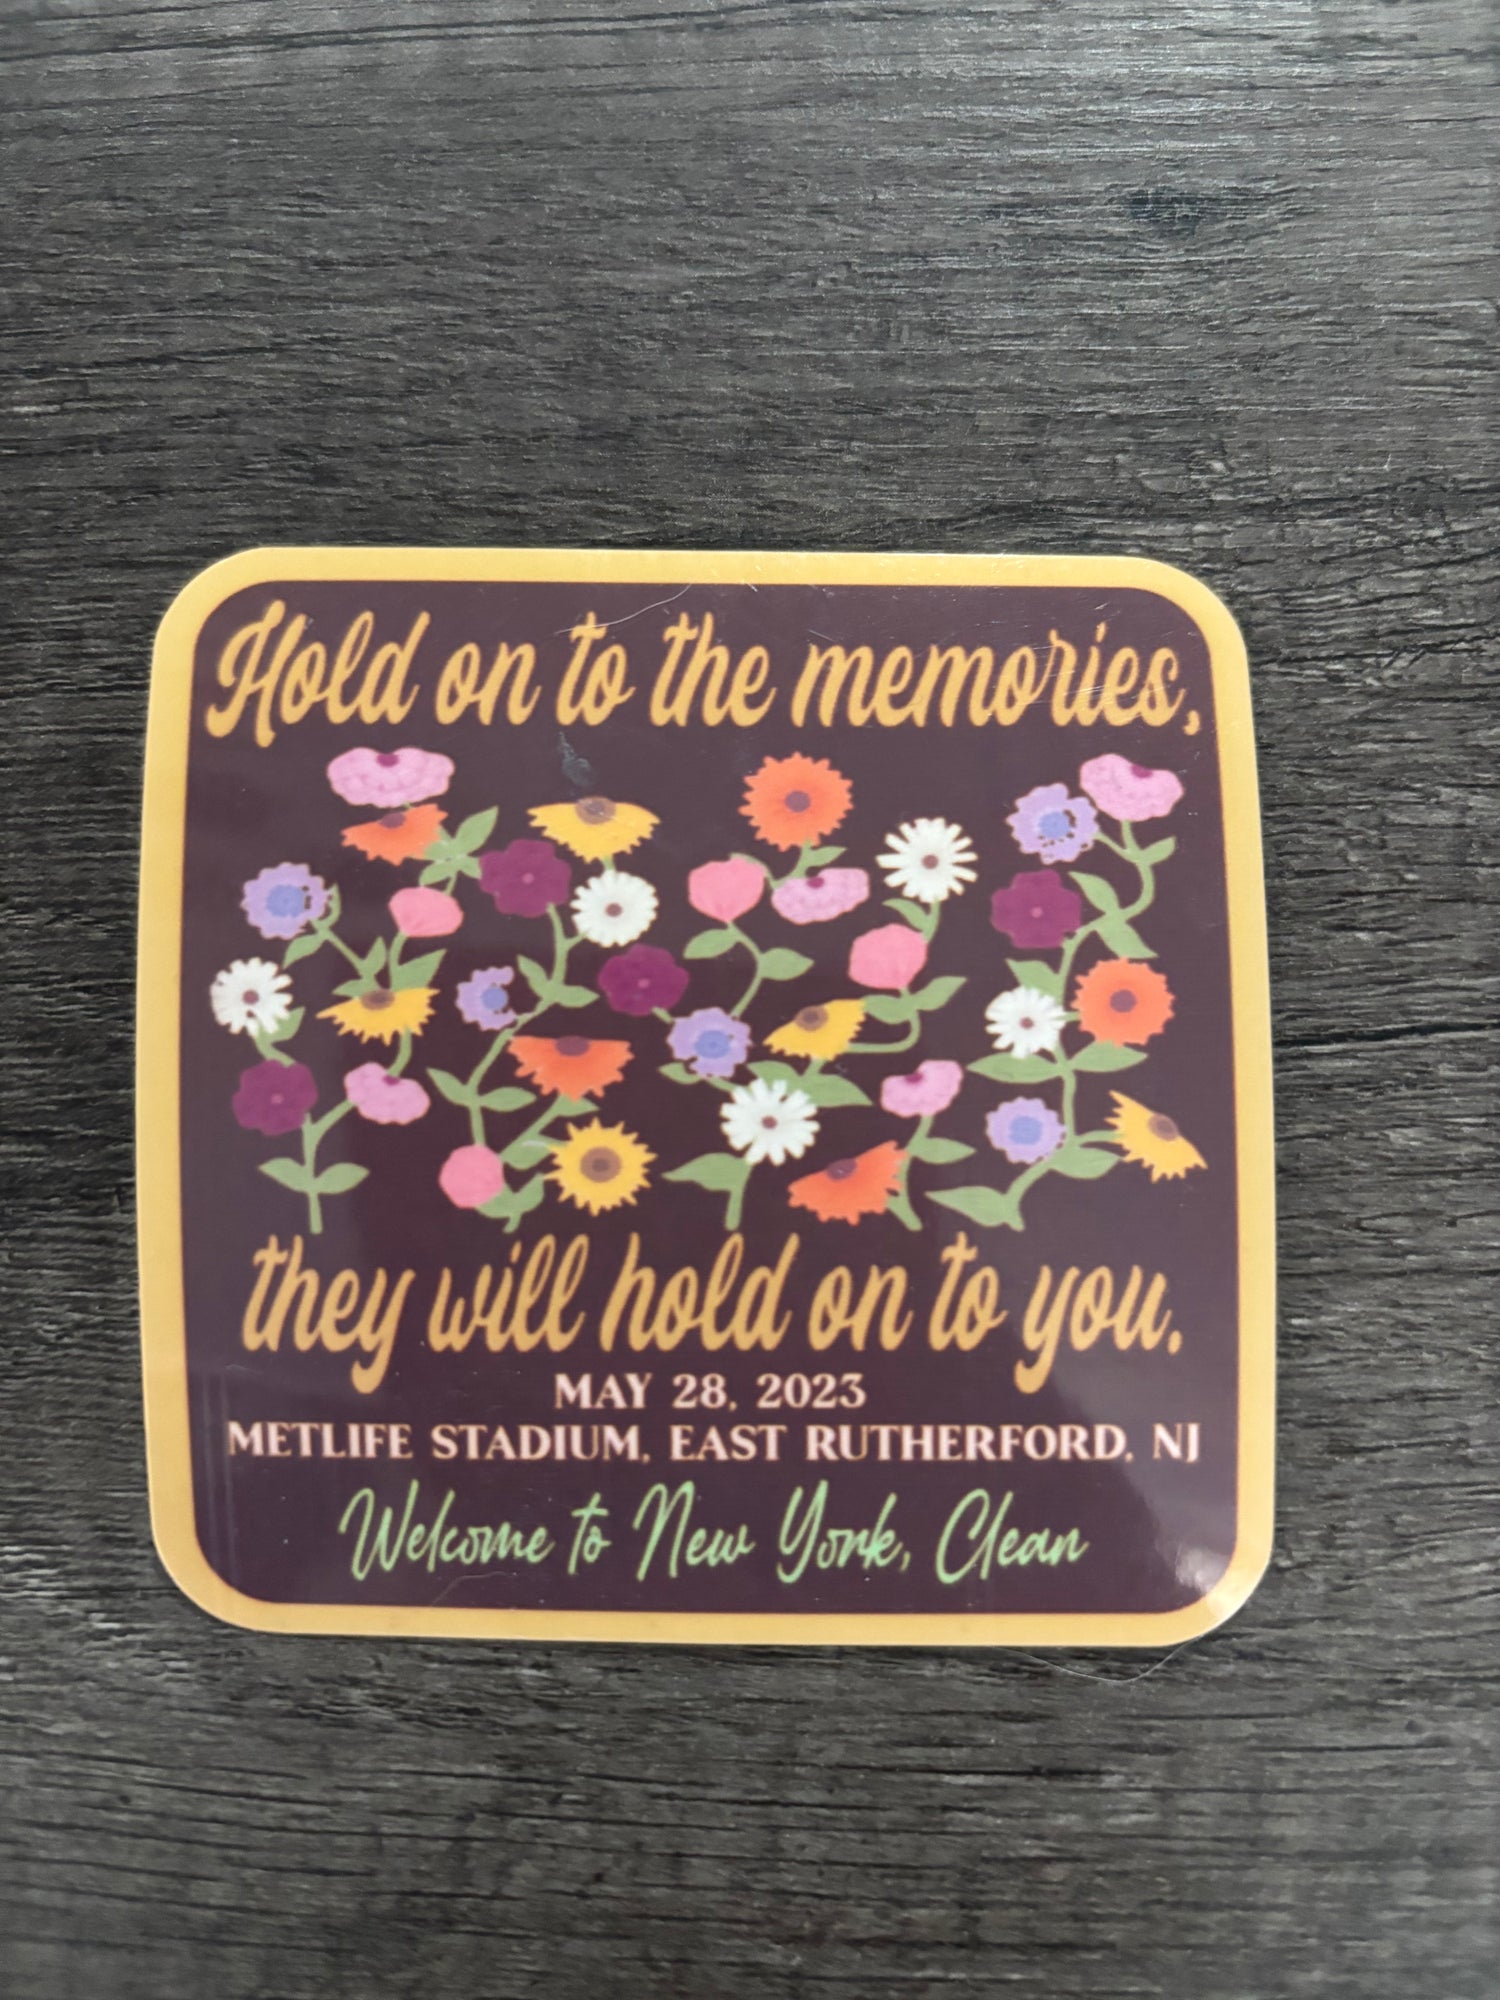 Hold on to the memories,
they will hold on to you.
MAY 28, 2023
METLIFE STADIUM, EAST RUTHERFORD, NJ
Welcome to New York, Clean